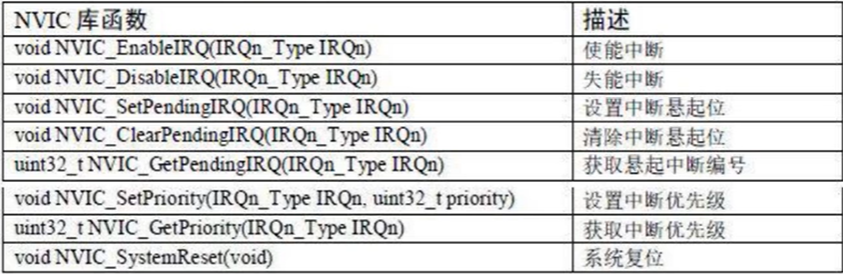 NVIC 库函数 描述
void NVIC_EnableIRQ(IRQn_Type IRQn) 使能中断
void NVIC_DisableIRQ(IRQn_Type IRQn) 失能中断
void NVIC_SetPendingIRQ(IRQn_Type IRQn) 设置中断悬起位
void NVIC_ClearPendingIRQ(IRQn_Type IRQn) 清除中断悬起位
uint32_t NVIC_GetPendingIRQ(IRQn_Type IRQn) 获取悬起中断编号
void NVIC_SetPriority(IRQn_Type IRQn, uint32_t priority) 设置中断优先级
uint32_t NVIC_GetPriority(IRQn_Type IRQn) 获取中断优先级
void NVIC_SystemReset(void) 系统复位